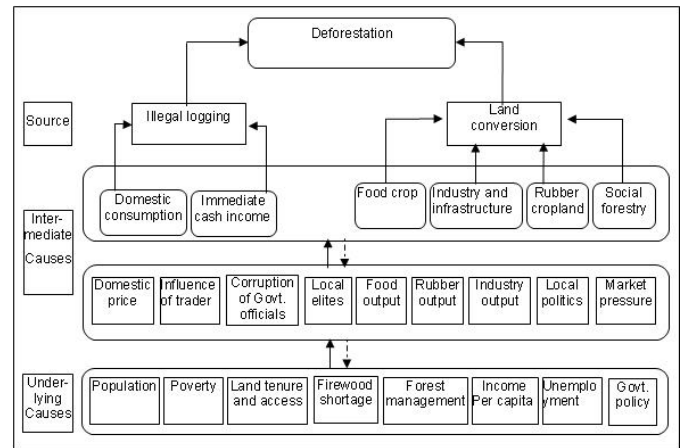 Deforestation
Source
Illegal logging
Land
conversion
Inter-
mediate
Causes
Domestic
consumption
Immediate
cash income
Food crop
Industry and
infrastructure
Rubber
cropland
Social
forestry
Domestic
price
Influence
of trader
Corruption
of Govt.
officials
Local
elites
Food
output
Rubber
output
Industry
output
Local
politics
Market
pressure
Under-
lying
Causes
Population
Poverty
Land tenure
and access
Firewood
shortage
Forest
management
Income
Per capita
Unemplo
yment
Govt.
policy